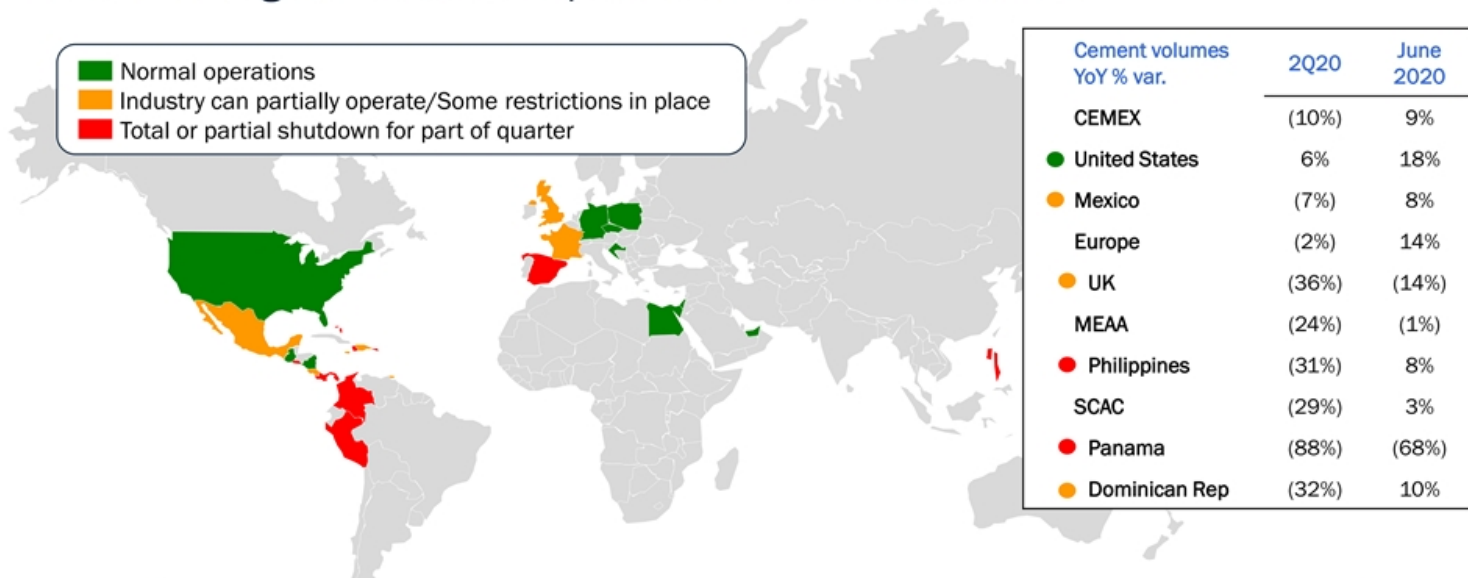 Normal operations
Industry can partially operate/Some restrictions in place
Total or partial shutdown for part of quarter
Cement volumes
YoY % var.
2Q20
June
2020
CEMEX (10%) 9%
United States 6% 18%
Mexico (7%) 8%
Europe (2%) 14%
UK (36%) (14%)
MEAA (24%) (1%)
Philippines (31%) 8%
SCAC (29%) 3%
Panama (88%) (68%)
Dominican Rep (32%) 10%